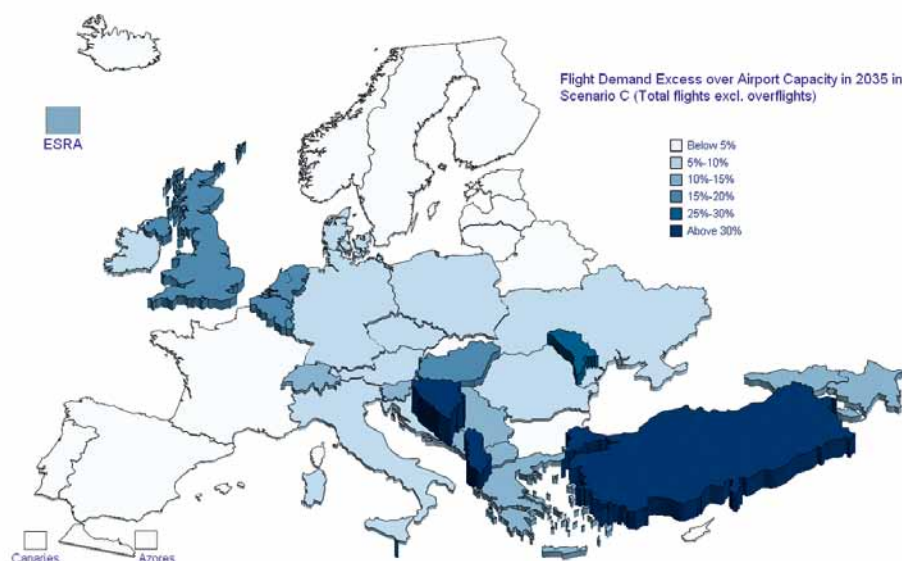 Flight Demand Excess over Airport Capacity in 2035 in
Scenario C (Total flights excl. overflights)
ESRA
Below 5%
5%-10%
10%-15%
15%-20%
25%-30%
Above 30%
Canaries
Azores